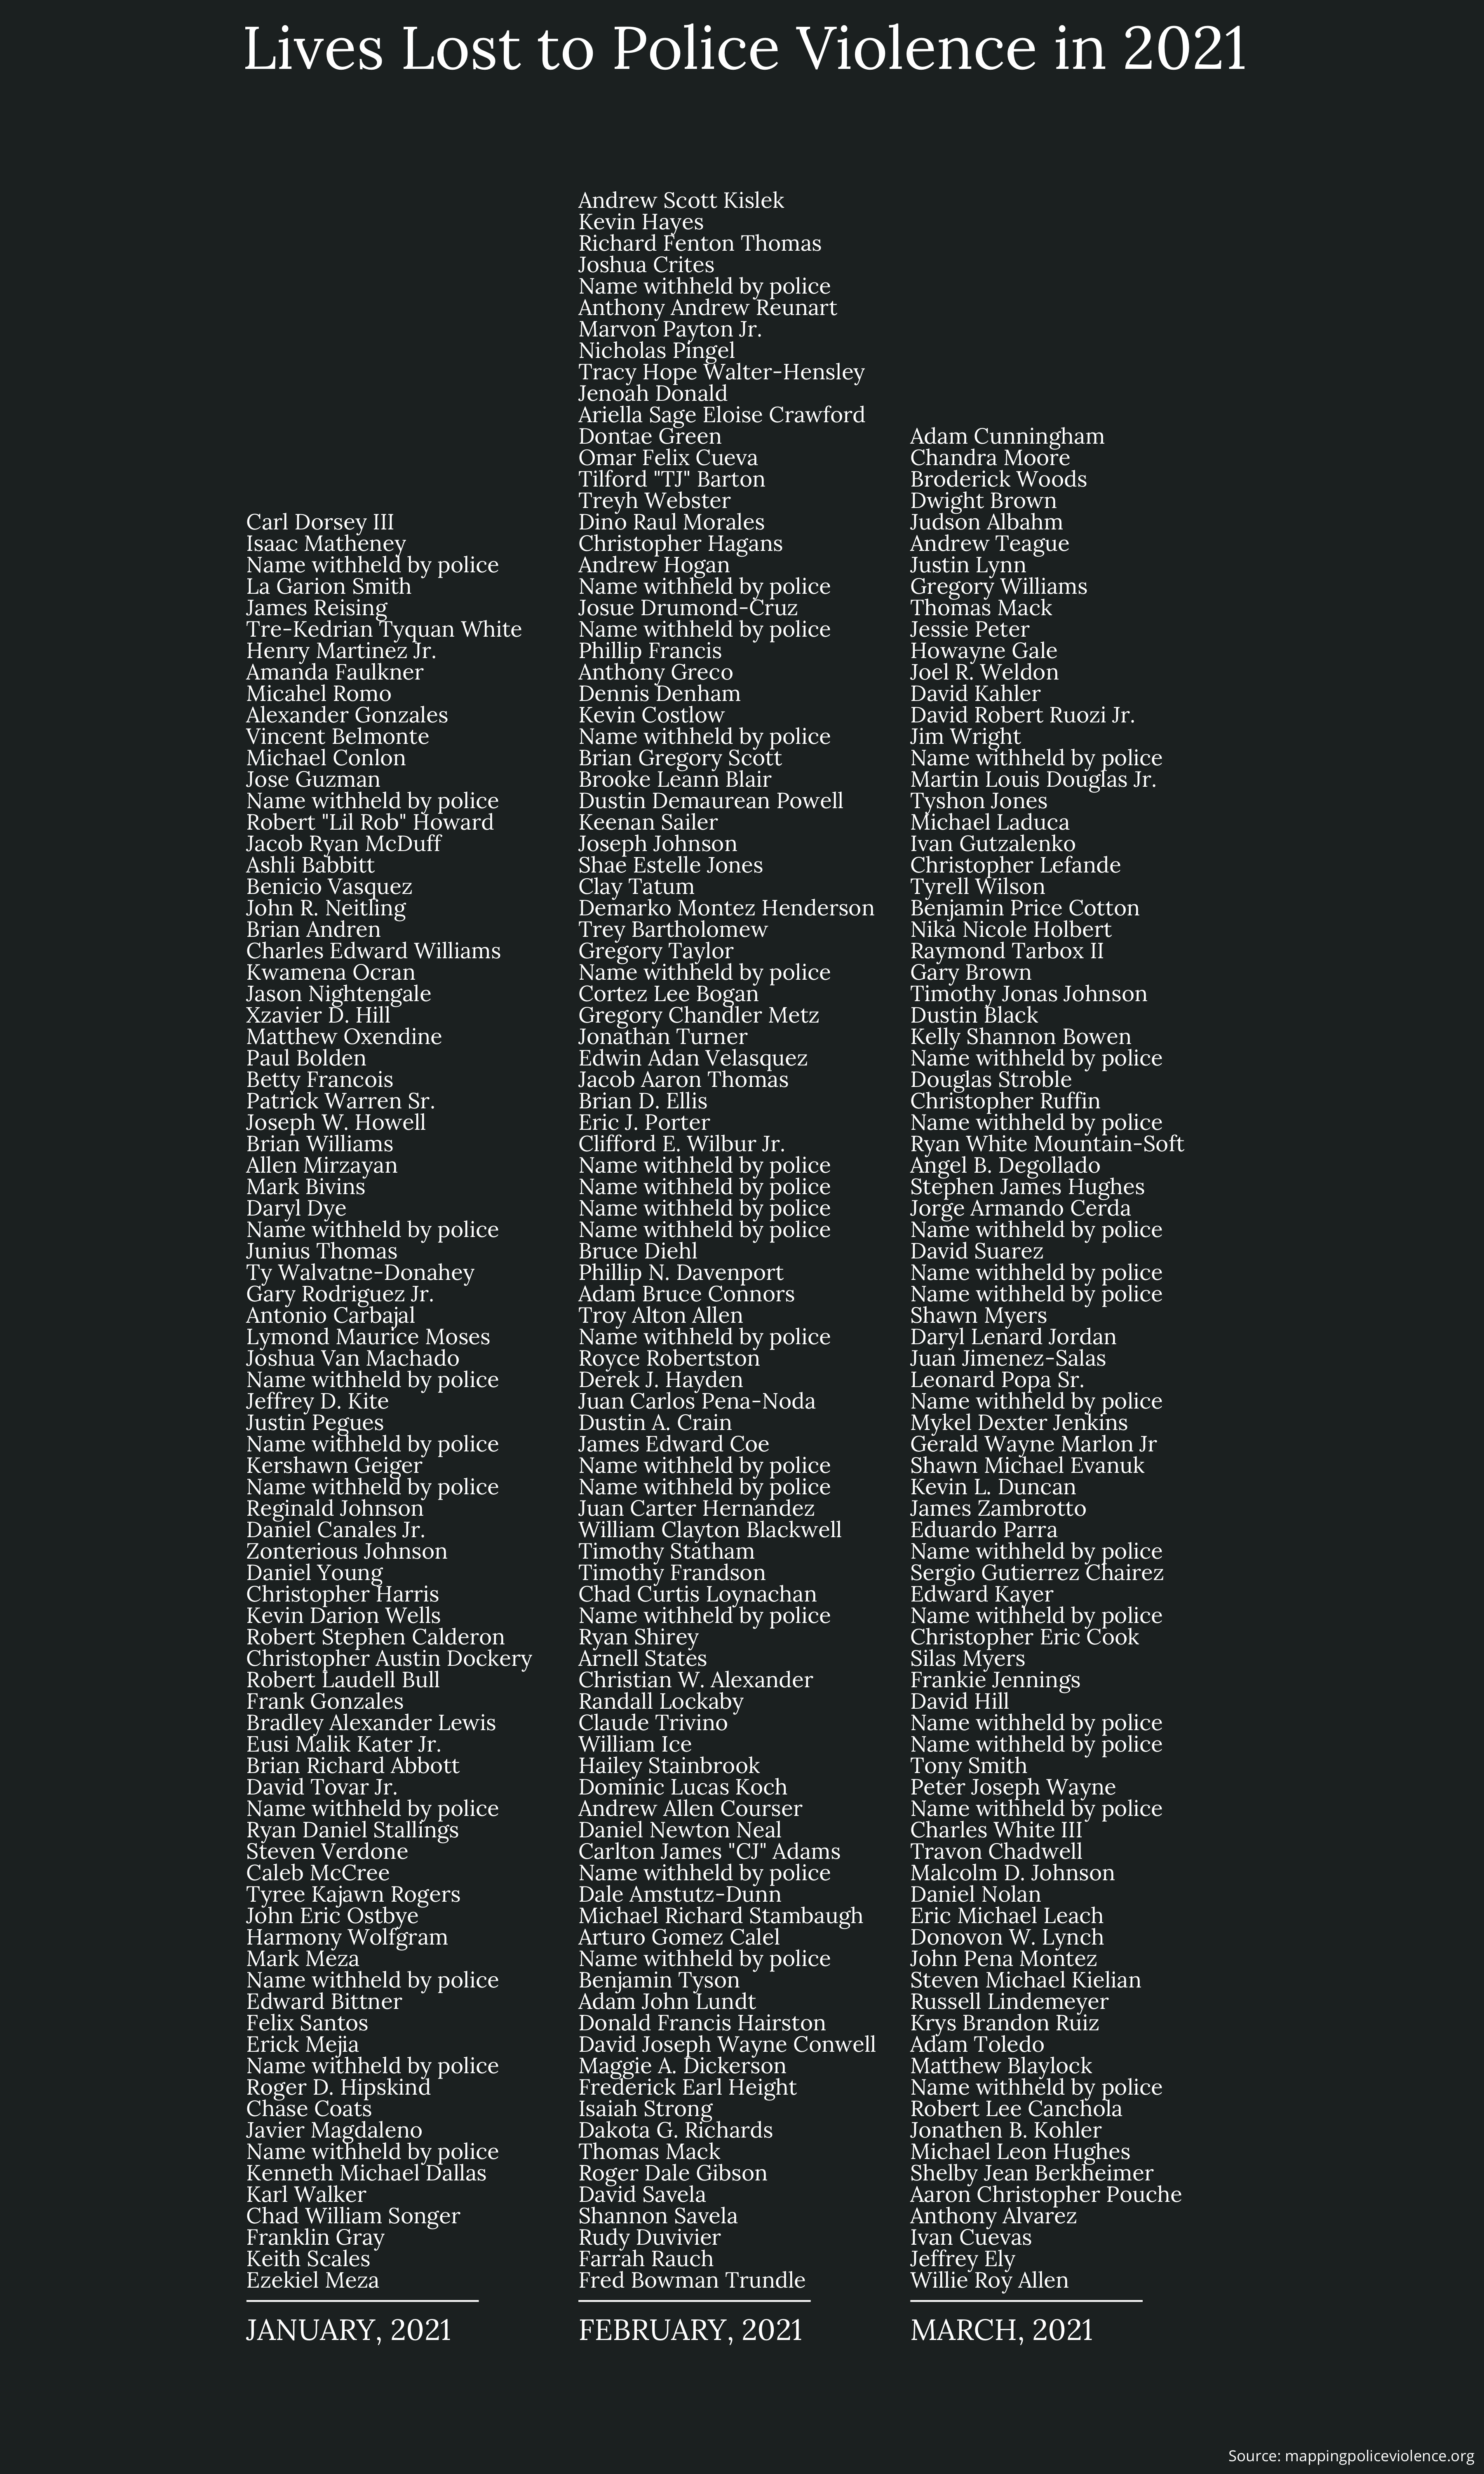 Lives Lost to Police Violence in 2021
Carl Dorsey III
Isaac Matheney
Name withheld by police
La Garion Smith
James Reising
Tre-Kedrian Tyquan White
Henry Martinez Jr.
Amanda Faulkner
Micahel Romo
Alexander Gonzales
Vincent Belmonte
Michael Conlon
Jose Guzman
Name withheld by police
Robert "Lil Rob" Howard
Jacob Ryan McDuff
Ashli Babbitt
Benicio Vasquez
John R. Neitling
Brian Andren
Charles Edward Williams
Kwamena Ocran
Jason Nightengale
Xzavier D. Hill
Matthew Oxendine
Paul Bolden
Betty Francois
Patrick Warren Sr.
Joseph W. Howell
Brian Williams
Allen Mirzayan
Mark Bivins
Daryl Dye
Name withheld by police
Junius Thomas
Ty Walvatne-Donahey
Gary Rodriguez Jr.
Antonio Carbajal
Lymond Maurice Moses
Joshua Van Machado
Name withheld by police
Jeffrey D. Kite
Justin Pegues
Name withheld by police
Kershawn Geiger
Name withheld by police
Reginald Johnson
Daniel Canales Jr.
Zonterious Johnson
Daniel Young
Christopher Harris
Kevin Darion Wells
Robert Stephen Calderon
Christopher Austin Dockery
Robert Laudell Bull
Frank Gonzales
Bradley Alexander Lewis
Eusi Malik Kater Jr.
Brian Richard Abbott
David Tovar Jr.
Name withheld by police
Ryan Daniel Stallings
Steven Verdone
Caleb McCree
Tyree Kajawn Rogers
John Eric Ostbye
Harmony Wolfgram
Mark Meza
Name withheld by police
Edward Bittner
Felix Santos
Erick Mejia
Name withheld by police
Roger D. Hipskind
Chase Coats
Javier Magdaleno
Name withheld by police
Kenneth Michael Dallas
Karl Walker
Chad William Songer
Franklin Gray
Keith Scales
Ezekiel Meza
JANUARY, 2021
Andrew Scott Kislek
Kevin Hayes
Richard Fenton Thomas
Joshua Crites
Name withheld by police
Anthony Andrew Reunart
Marvon Payton Jr.
Nicholas Pingel
Tracy Hope Walter-Hensley
Jenoah Donald
Ariella Sage Eloise Crawford
Dontae Green
Omar Felix Cueva
Tilford "TJ" Barton
Treyh Webster
Dino Raul Morales
Christopher Hagans
Andrew Hogan
Name withheld by police
Josue Drumond-Cruz
Name withheld by police
Phillip Francis
Anthony Greco
Dennis Denham
Kevin Costlow
Name withheld by police
Brian Gregory Scott
Brooke Leann Blair
Dustin Demaurean Powell
Keenan Sailer
Joseph Johnson
Shae Estelle Jones
Clay Tatum
Demarko Montez Henderson
Trey Bartholomew
Gregory Taylor
Name withheld by police
Cortez Lee Bogan
Gregory Chandler Metz
Jonathan Turner
Edwin Adan Velasquez
Jacob Aaron Thomas
Brian D. Ellis
Eric J. Porter
Clifford E. Wilbur Jr.
Name withheld by police
Name withheld by police
Name withheld by police
Name withheld by police
Bruce Diehl
Phillip N. Davenport
Adam Bruce Connors
Troy Alton Allen
Name withheld by police
Royce Robertston
Derek J. Hayden
Juan Carlos Pena-Noda
Dustin A. Crain
James Edward Coe
Name withheld by police
Name withheld by police
Juan Carter Hernandez
William Clayton Blackwell
Timothy Statham
Timothy Frandson
Chad Curtis Loynachan
Name withheld by police
Ryan Shirey
Arnell States
Christian W. Alexander
Randall Lockaby
Claude Trivino
William Ice
Hailey Stainbrook
Dominic Lucas Koch
Andrew Allen Courser
Daniel Newton Neal
Carlton James "CJ" Adams
Name withheld by police
Dale Amstutz-Dunn
Michael Richard Stambaugh
Arturo Gomez Calel
Name withheld by police
Benjamin Tyson
Adam John Lundt
Donald Francis Hairston
David Joseph Wayne Conwell
Maggie A. Dickerson
Frederick Earl Height
Isaiah Strong
Dakota G. Richards
Thomas Mack
Roger Dale Gibson
David Savela
Shannon Savela
Rudy Duvivier
Farrah Rauch
Fred Bowman Trundle
FEBRUARY, 2021
Adam Cunningham
Chandra Moore
Broderick Woods
Dwight Brown
Judson Albahm
Andrew Teague
Justin Lynn
Gregory Williams
Thomas Mack
Jessie Peter
Howayne Gale
Joel R. Weldon
David Kahler
David Robert Ruozi Jr.
Jim Wright
Name withheld by police
Martin Louis Douglas Jr.
Tyshon Jones
Michael Laduca
Ivan Gutzalenko
Christopher Lefande
Tyrell Wilson
Benjamin Price Cotton
Nika Nicole Holbert
Raymond Tarbox II
Gary Brown
Timothy Jonas Johnson
Dustin Black
Kelly Shannon Bowen
Name withheld by police
Douglas Stroble
Christopher Ruffin
Name withheld by police
Ryan White Mountain-Soft
Angel B. Degollado
Stephen James Hughes
Jorge Armando Cerda
Name withheld by police
David Suarez
Name withheld by police
Name withheld by police
Shawn Myers
Daryl Lenard Jordan
Juan Jimenez-Salas
Leonard Popa Sr.
Name withheld by police
Mykel Dexter Jenkins
Gerald Wayne Marlon Jr
Shawn Michael Evanuk
Kevin L. Duncan
James Zambrotto
Eduardo Parra
Name withheld by police
Sergio Gutierrez Chairez
Edward Kayer
Name withheld by police
Christopher Eric Cook
Silas Myers
Frankie Jennings
David Hill
Name withheld by police
Name withheld by police
Tony Smith
Peter Joseph Wayne
Name withheld by police
Charles White III
Travon Chadwell
Malcolm D. Johnson
Daniel Nolan
Eric Michael Leach
Donovon W. Lynch
John Pena Montez
Steven Michael Kielian
Russell Lindemeyer
Krys Brandon Ruiz
Adam Toledo
Matthew Blaylock
Name withheld by police
Robert Lee Canchola
Jonathen B. Kohler
Michael Leon Hughes
Shelby Jean Berkheimer
Aaron Christopher Pouche
Anthony Alvarez
Ivan Cuevas
Jeffrey Ely
Willie Roy Allen
MARCH, 2021
Source: mappingpoliceviolence.org